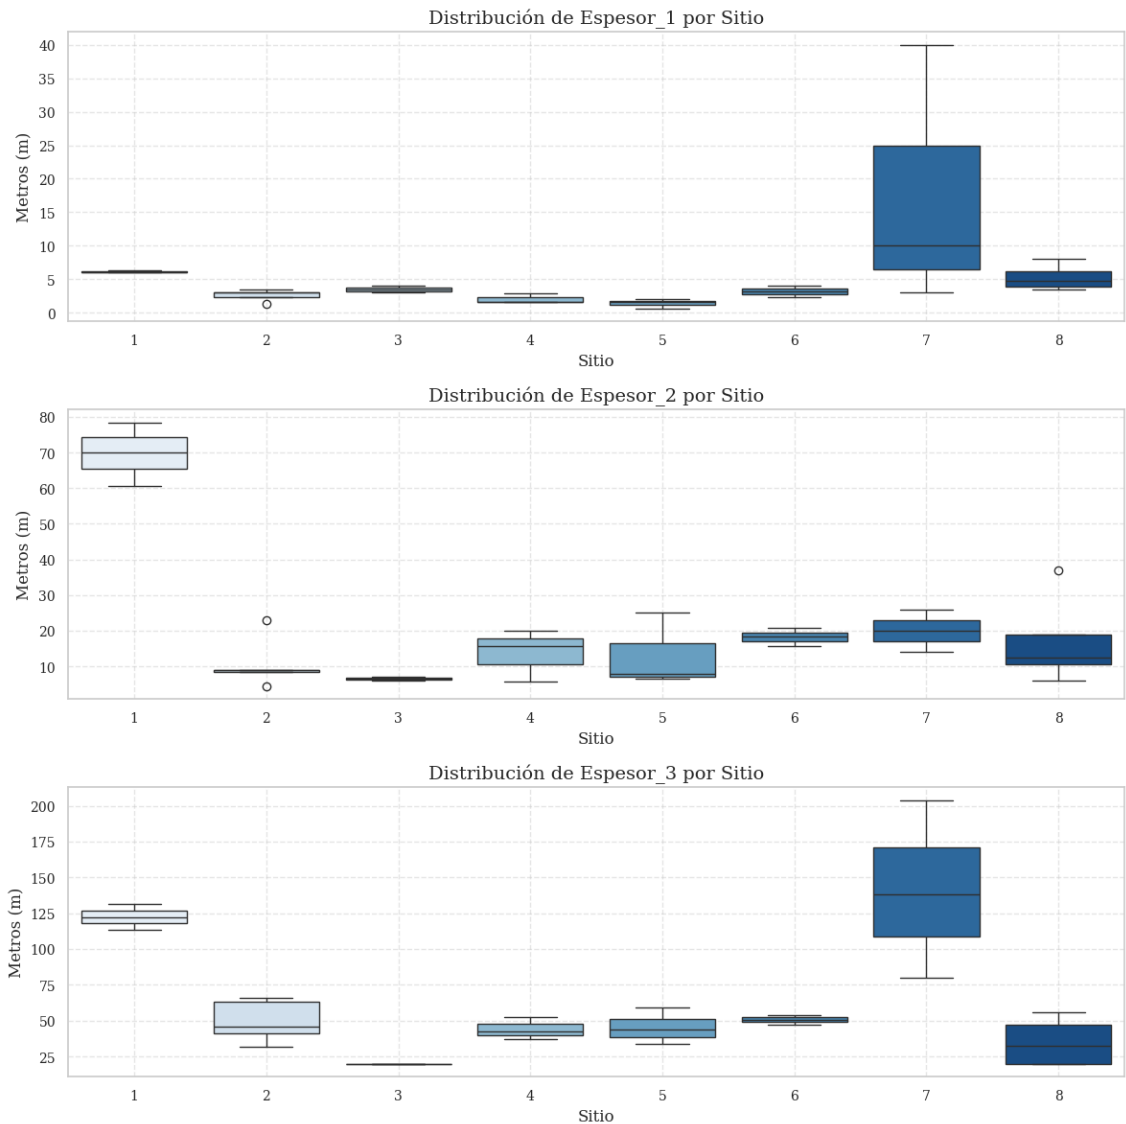 Distribución de Espesor_1 por Sitio
Metros (m)
40
35
30
25
20
15
10
5
0
1 2 3 4 5 6 7 8
Sitio
Distribución de Espesor_2 por Sitio
Metros (m)
80
70
60
50
40
30
20
10
1 2 3 4 5 6 7 8
Sitio
Distribución de Espesor_3 por Sitio
Metros (m)
200
175
150
125
100
75
50
25
1 2 3 4 5 6 7 8
Sitio